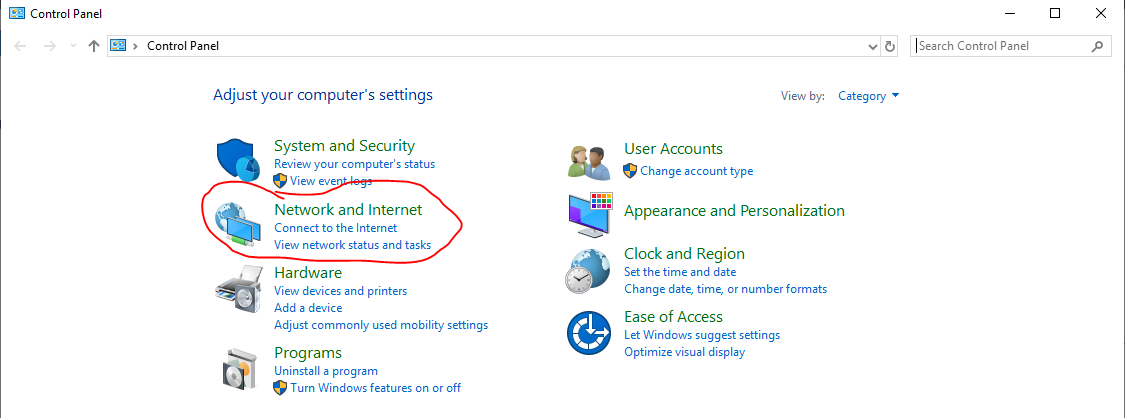 Control Panel
Control Panel
Search Control Panel
Adjust your computer's settings
View by: Category
System and Security
Review your computer's status
View event logs
Network and Internet
Connect to the Internet
View network status and tasks
Hardware
View devices and printers
Add a device
Adjust commonly used mobility settings
Programs
Uninstall a program
Turn Windows features on or off
User Accounts
Change account type
Appearance and Personalization
Clock and Region
Set the time and date
Change date, time, or number formats
Ease of Access
Let Windows suggest settings
Optimize visual display